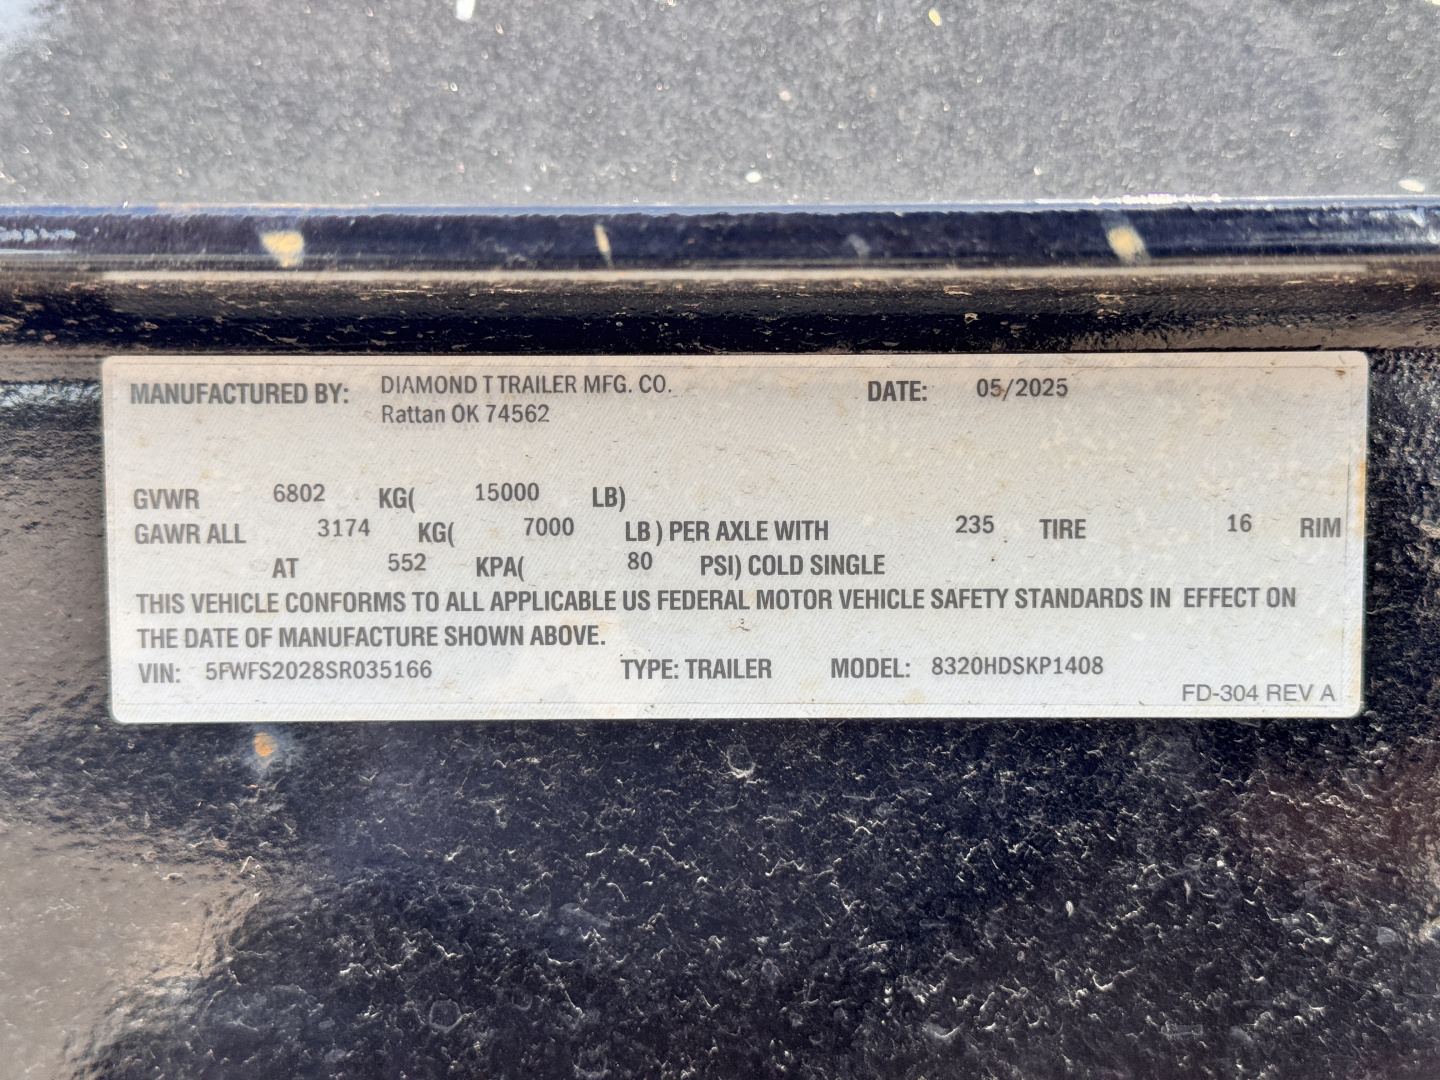 MANUFACTURED BY: DIAMOND T TRAILER MFG. CO. DATE: 05/2025
Rattan OK 74562
GVWR 6802 KG( 15000 LB)
GAWR ALL 3174 KG( 7000 LB ) PER AXLE WITH 235 TIRE 16 RIM
AT 552 KPA( 80 PSI) COLD SINGLE
THIS VEHICLE CONFORMS TO ALL APPLICABLE US FEDERAL MOTOR VEHICLE SAFETY STANDARDS IN EFFECT ON
THE DATE OF MANUFACTURE SHOWN ABOVE.
VIN: 5FWFS2028SR035166 TYPE: TRAILER MODEL: 8320HDSKP1408
FD-304 REV A